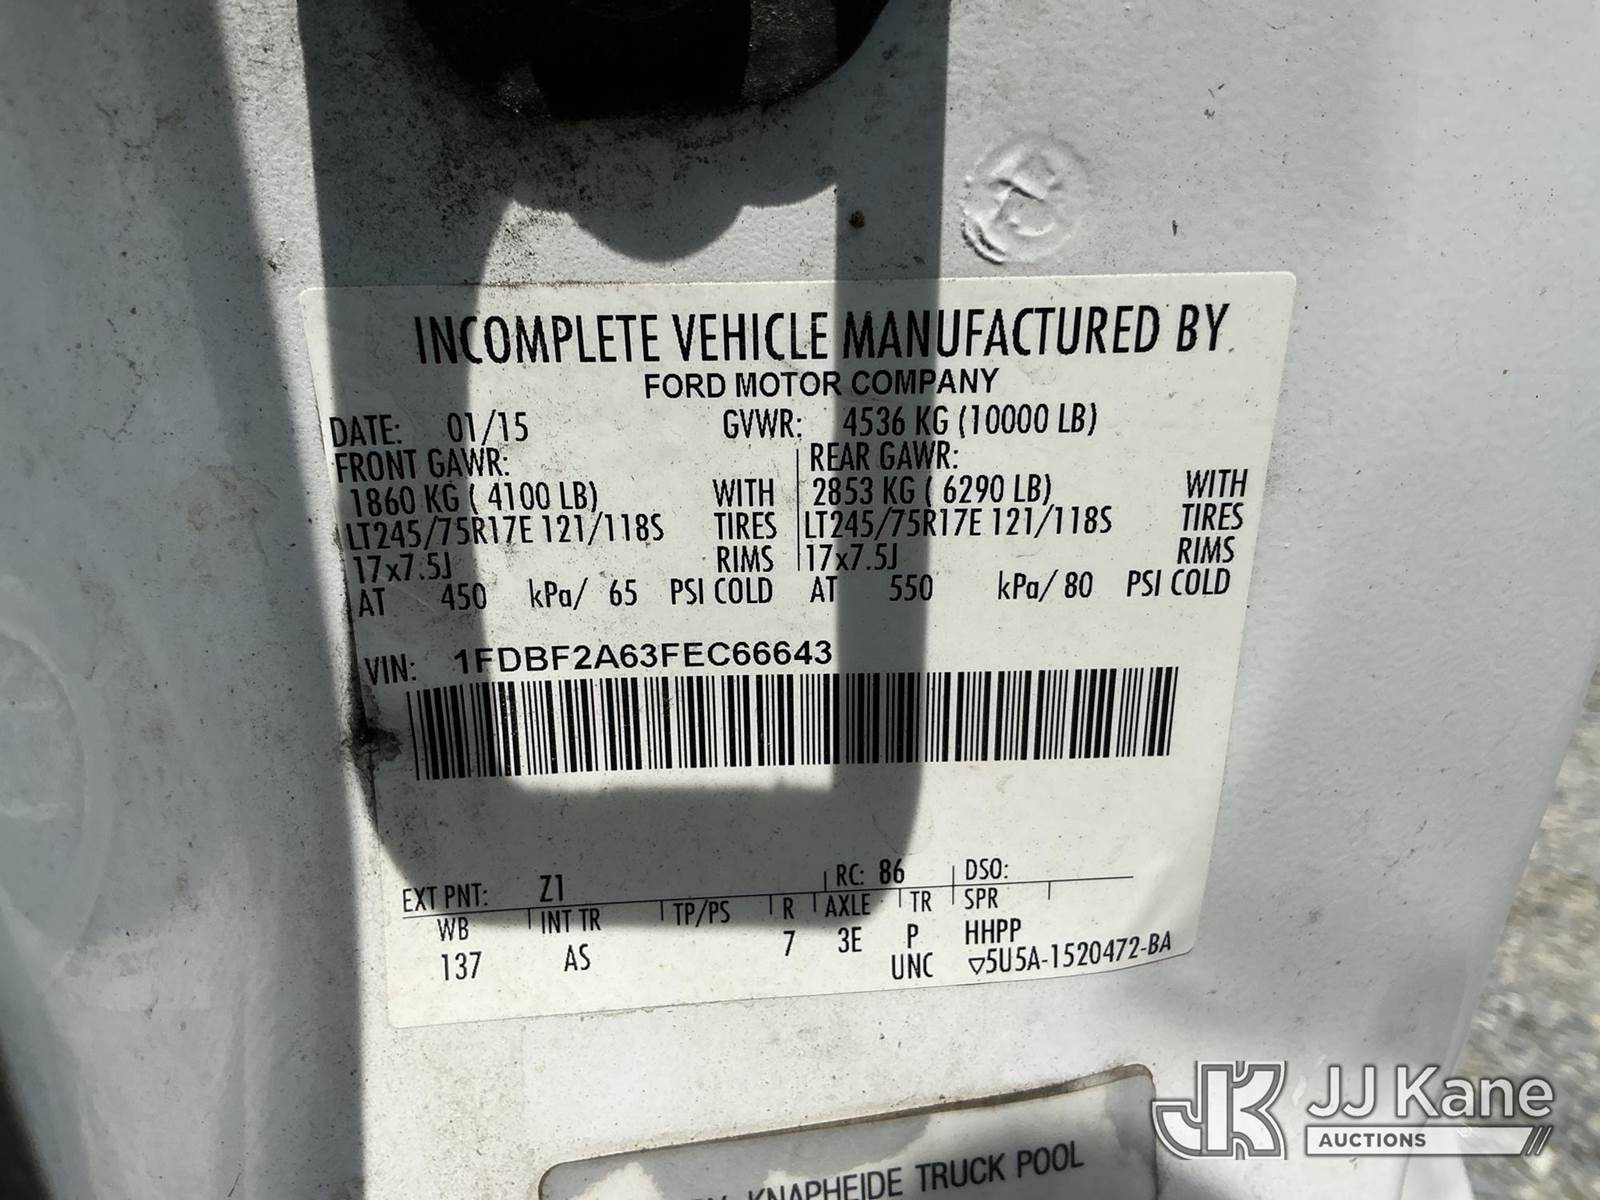 INCOMPLETE VEHICLE MANUFACTURED BY
FORD MOTOR COMPANY
DATE: 01/15 GVWR: 4536 KG (10000 LB)
FRONT GAWR: REAR GAWR:
1860 KG ( 4100 LB) WITH 2853 KG ( 6290 LB) WITH
LT245/75R17E 121/118S TIRES LT245/75R17E 121/118S TIRES
17x7.5J RIMS 17x7.5J RIMS
AT 450 kPa/ 65 PSI COLD AT 550 kPa/ 80 PSI COLD
VIN: 1FDBF2A63FEC66643
EXT PNT: Z1 RC: 86 DSO:
WB INT TR TP/PS R AXLE TR SPR
137 AS 7 3E P HHPP
UNC ▽5U5A-1520472-BA
KNAPHEIDE TRUCK POOL
JK JJ Kane
AUCTIONS